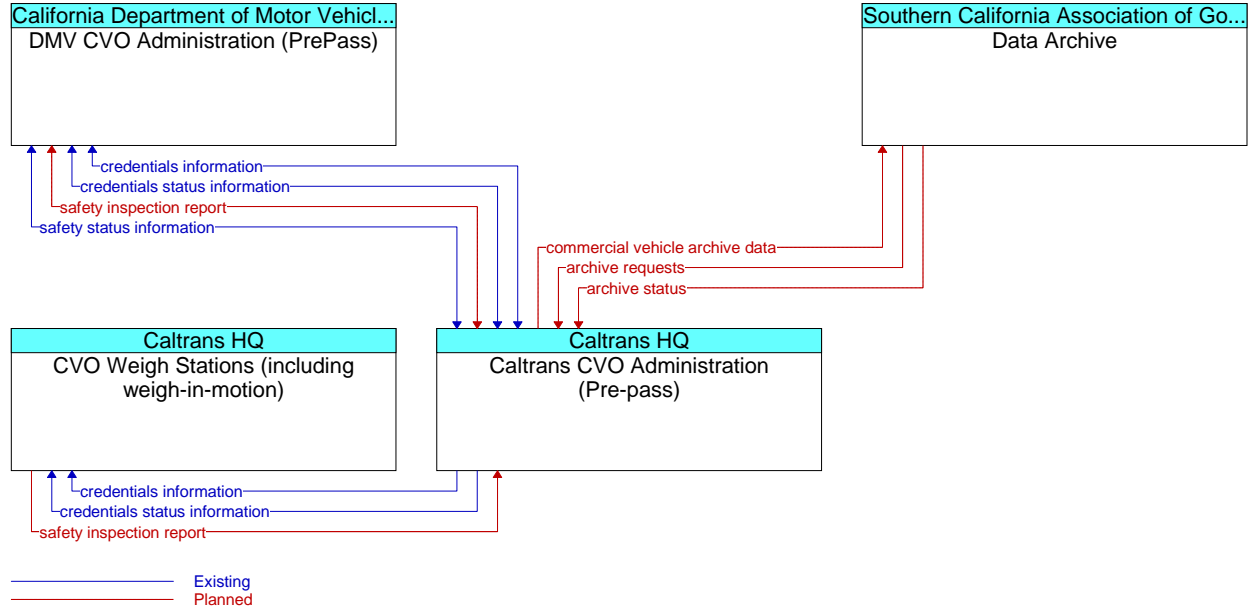 California Department of Motor Vehicl...
DMV CVO Administration (PrePass)
Southern California Association of Go...
Data Archive
credentials information
credentials status information
safety inspection report
safety status information
commercial vehicle archive data
archive requests
archive status
Caltrans HQ
CVO Weigh Stations (including
weigh-in-motion)
Caltrans HQ
Caltrans CVO Administration
(Pre-pass)
credentials information
credentials status information
safety inspection report
Existing
Planned